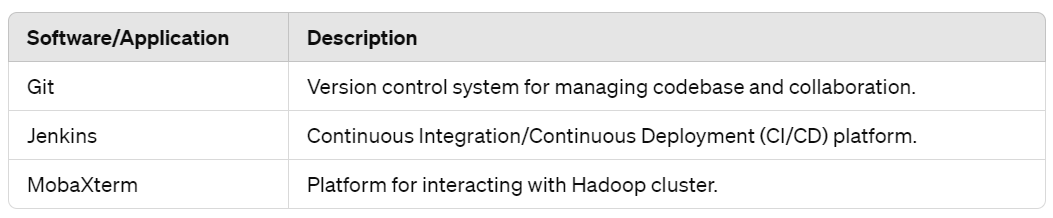 Software/Application Description
Git Version control system for managing codebase and collaboration.
Jenkins Continuous Integration/Continuous Deployment (CI/CD) platform.
MobaXterm Platform for interacting with Hadoop cluster.